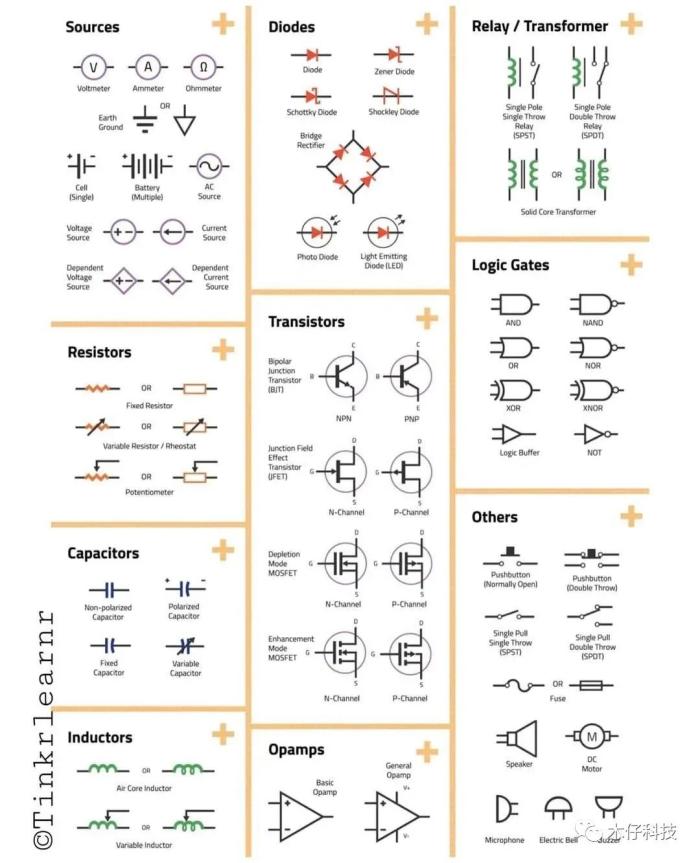 Sources
V
A
Ω
Voltmeter
Ammeter
Ohmmeter
Earth
Ground
OR
+ -
+ -
Cell
(Single)
Battery
(Multiple)
AC
Source
Voltage
Source
+ -
Current
Source
Dependent
Voltage
Source
+ -
Dependent
Current
Source
Resistors
OR
Fixed Resistor
OR
Variable Resistor / Rheostat
OR
Potentiometer
Capacitors
+ -
Non-polarized
Capacitor
Polarized
Capacitor
Fixed
Capacitor
Variable
Capacitor
Inductors
OR
Air Core Inductor
OR
Variable Inductor
Diodes
Diode
Zener Diode
Schottky Diode
Shockley Diode
Bridge
Rectifier
Photo Diode
Light Emitting
Diode (LED)
Transistors
Bipolar
Junction
Transistor
(BJT)
C
B
E
NPN
C
E
PNP
Junction Field
Effect
Transistor
(JFET)
D
G
S
N-Channel
D
G
S
P-Channel
Depletion
Mode
MOSFET
D
G
S
N-Channel
D
G
S
P-Channel
Enhancement
Mode
MOSFET
D
G
S
N-Channel
D
G
S
P-Channel
Opamps
Basic
Opamp
+
-
General
Opamp
V+
+
-
V-
Relay / Transformer
Single Pole
Single Throw
Relay
(SPST)
Single Pole
Double Throw
Relay
(SPDT)
OR
Solid Core Transformer
Logic Gates
AND
NAND
OR
NOR
XOR
XNOR
Logic Buffer
NOT
Others
Pushbutton
(Normally Open)
Pushbutton
(Double Throw)
Single Pull
Single Throw
(SPST)
Single Pull
Double Throw
(SPDT)
OR
Fuse
Speaker
M
DC
Motor
Microphone
Electric Bell
Buzzer
木仔科技
©Tinkrlearnr